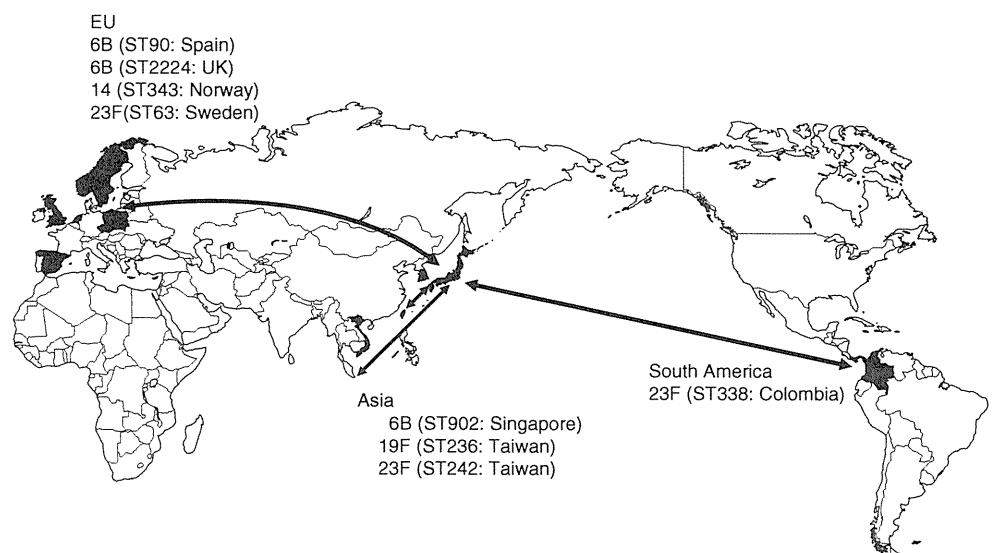 EU
6B (ST90: Spain)
6B (ST2224: UK)
14 (ST343: Norway)
23F(ST63: Sweden)
South America
23F (ST338: Colombia)
Asia
6B (ST902: Singapore)
19F (ST236: Taiwan)
23F (ST242: Taiwan)